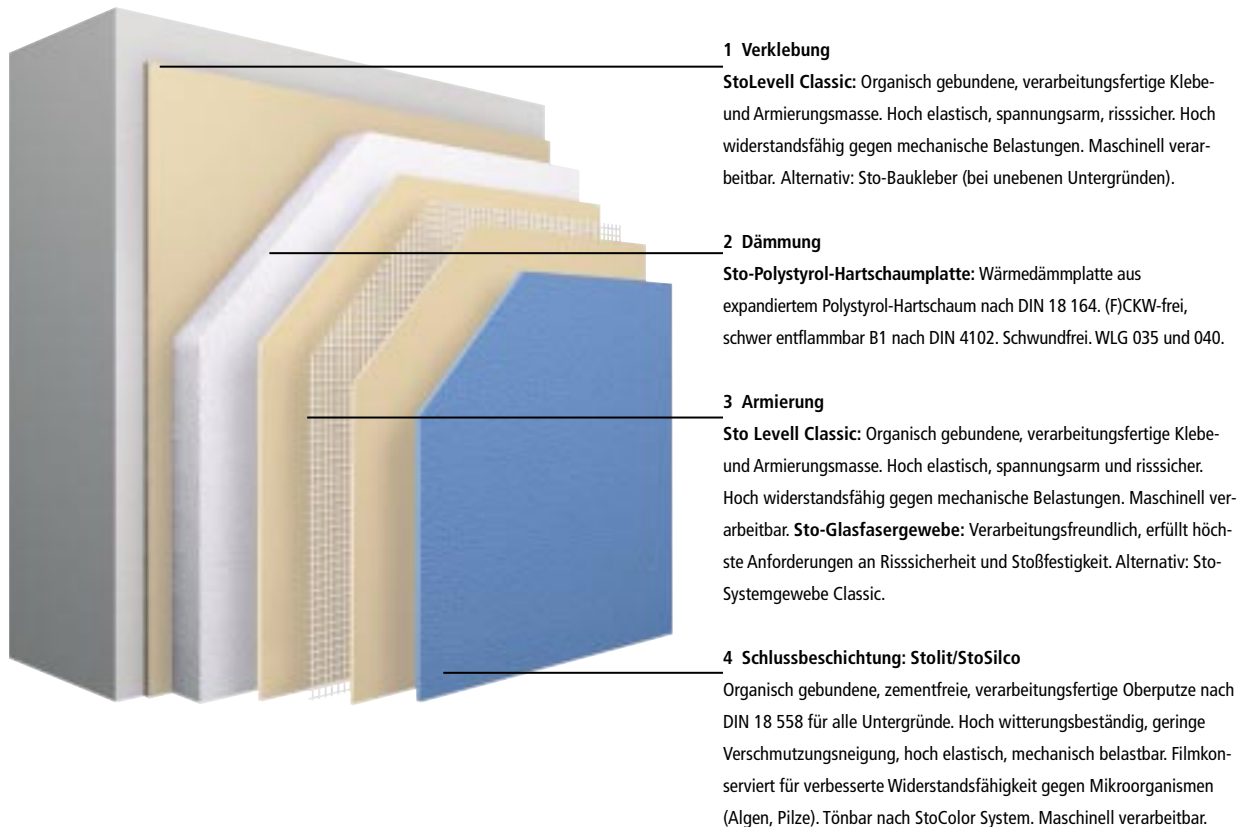 1 Verklebung
StoLevell Classic: Organisch gebundene, verarbeitungsfertige Klebe-
und Armierungsmasse. Hoch elastisch, spannungsarm, risssicher. Hoch
widerstandsfähig gegen mechanische Belastungen. Maschinell verar-
beitbar. Alternativ: Sto-Baukleber (bei unebenen Untergründen).
2 Dämmung
Sto-Polystyrol-Hartschaumplatte: Wärmedämmplatte aus
expandiertem Polystyrol-Hartschaum nach DIN 18 164. (F)CKW-frei,
schwer entflammbar B1 nach DIN 4102. Schwundfrei. WLG 035 und 040.
3 Armierung
Sto Levell Classic: Organisch gebundene, verarbeitungsfertige Klebe-
und Armierungsmasse. Hoch elastisch, spannungsarm und risssicher.
Hoch widerstandsfähig gegen mechanische Belastungen. Maschinell ver-
arbeitbar. Sto-Glasfasergewebe: Verarbeitungsfreundlich, erfüllt höch-
ste Anforderungen an Risssicherheit und Stoßfestigkeit. Alternativ: Sto-
Systemgewebe Classic.
4 Schlussbeschichtung: Stolit/StoSilco
Organisch gebundene, zementfreie, verarbeitungsfertige Oberputze nach
DIN 18 558 für alle Untergründe. Hoch witterungsbeständig, geringe
Verschmutzungsneigung, hoch elastisch, mechanisch belastbar. Filmkon-
serviert für verbesserte Widerstandsfähigkeit gegen Mikroorganismen
(Algen, Pilze). Tönbar nach StoColor System. Maschinell verarbeitbar.